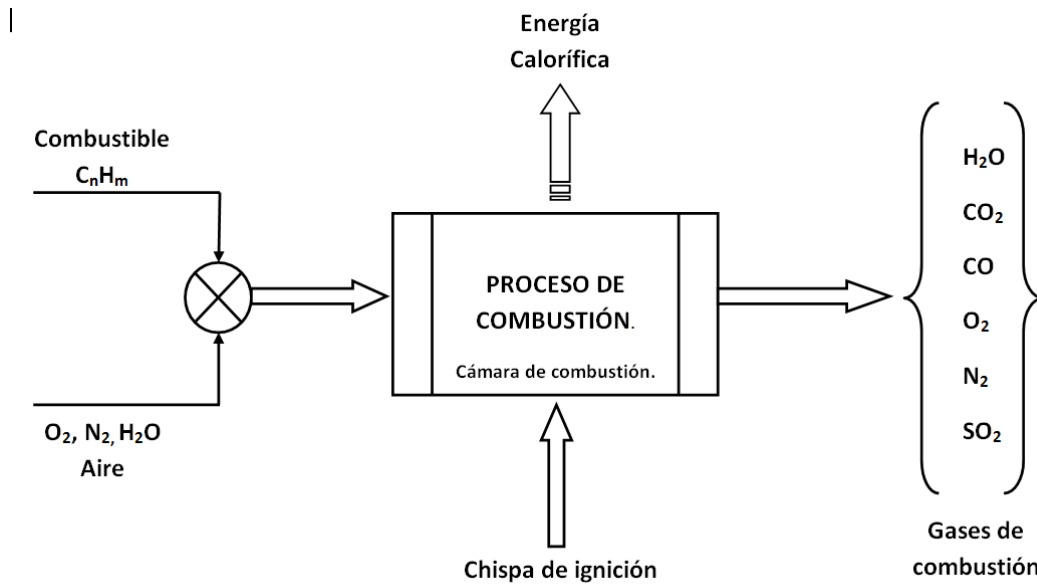 Energía
Calorífica
Combustible
CₙHₘ
H₂O
CO₂
CO
O₂
N₂
SO₂
PROCESO DE
COMBUSTIÓN.
Cámara de combustión.
O₂, N₂, H₂O
Aire
Gases de
combustión
Chispa de ignición